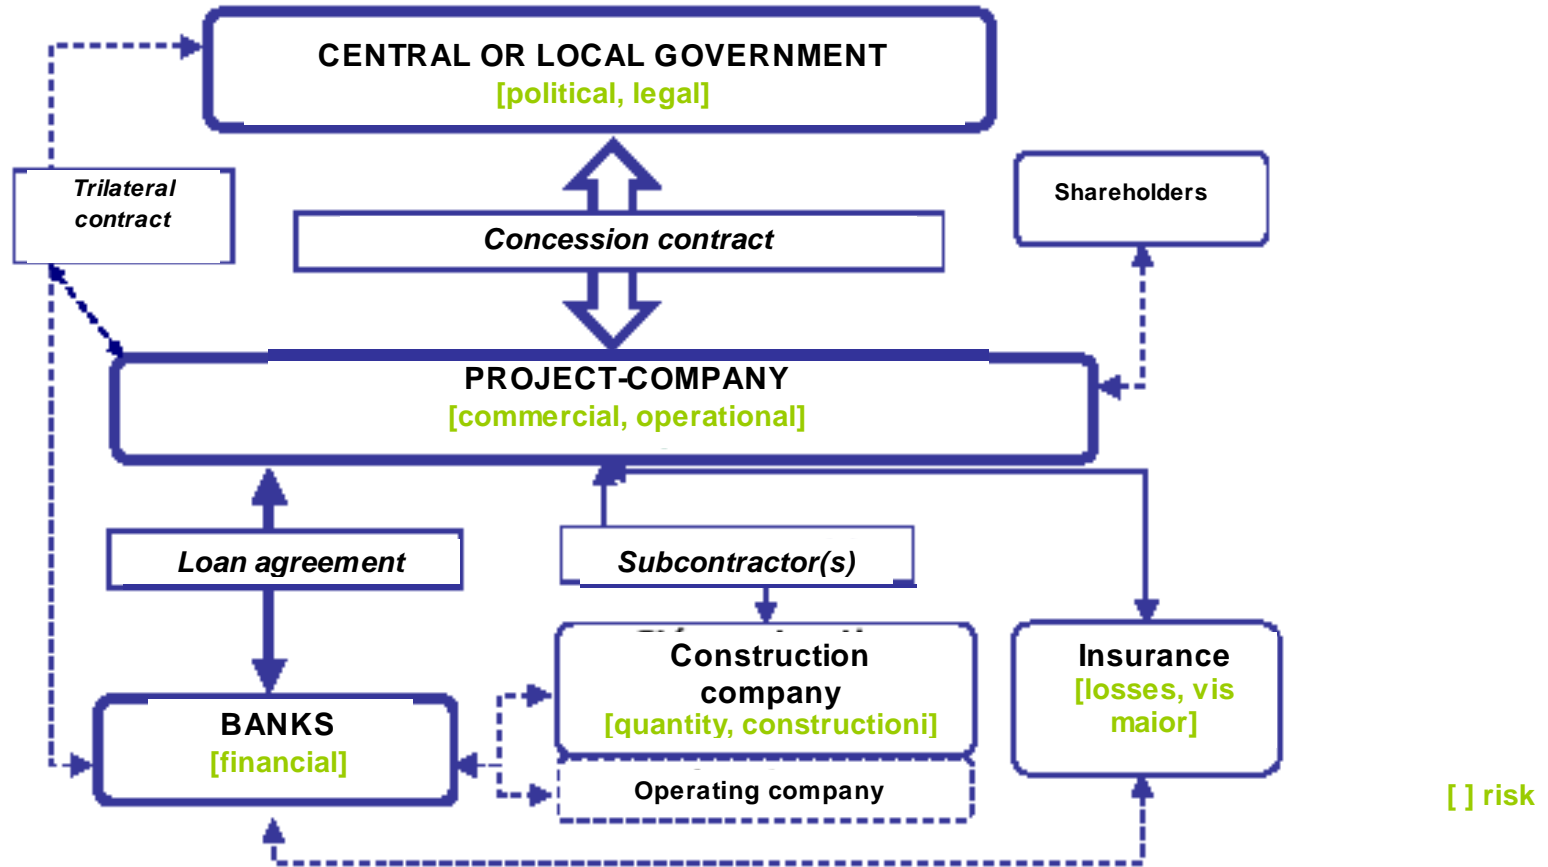 CENTRAL OR LOCAL GOVERNMENT
[political, legal]
Trilateral
contract
Shareholders
Concession contract
PROJECT-COMPANY
[commercial, operational]
Loan agreement
Subcontractor(s)
Construction
company
[quantity, constructioni]
Insurance
[losses, vis
maior]
BANKS
[financial]
Operating company
[ ] risk